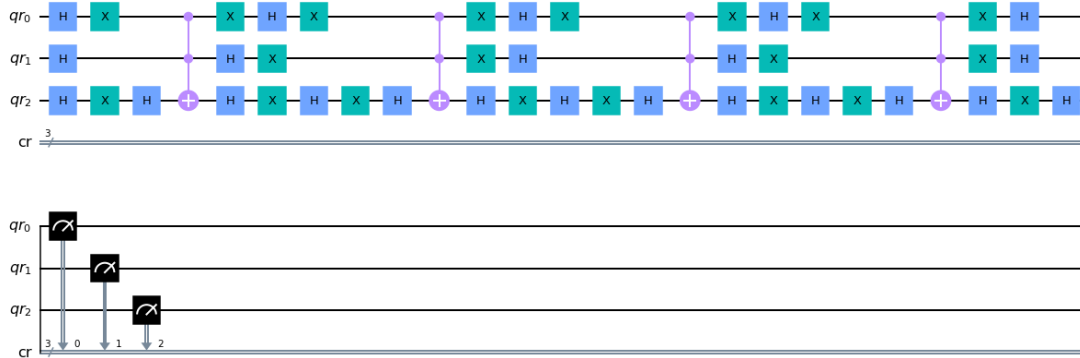 qr0 H X X H X X H X X H X X H
qr1 H H X X H H X X H
qr2 H X H H X H X H H X H X H H X H X H H X H
3
cr
qr0
qr1
qr2
cr 3 0 1 2